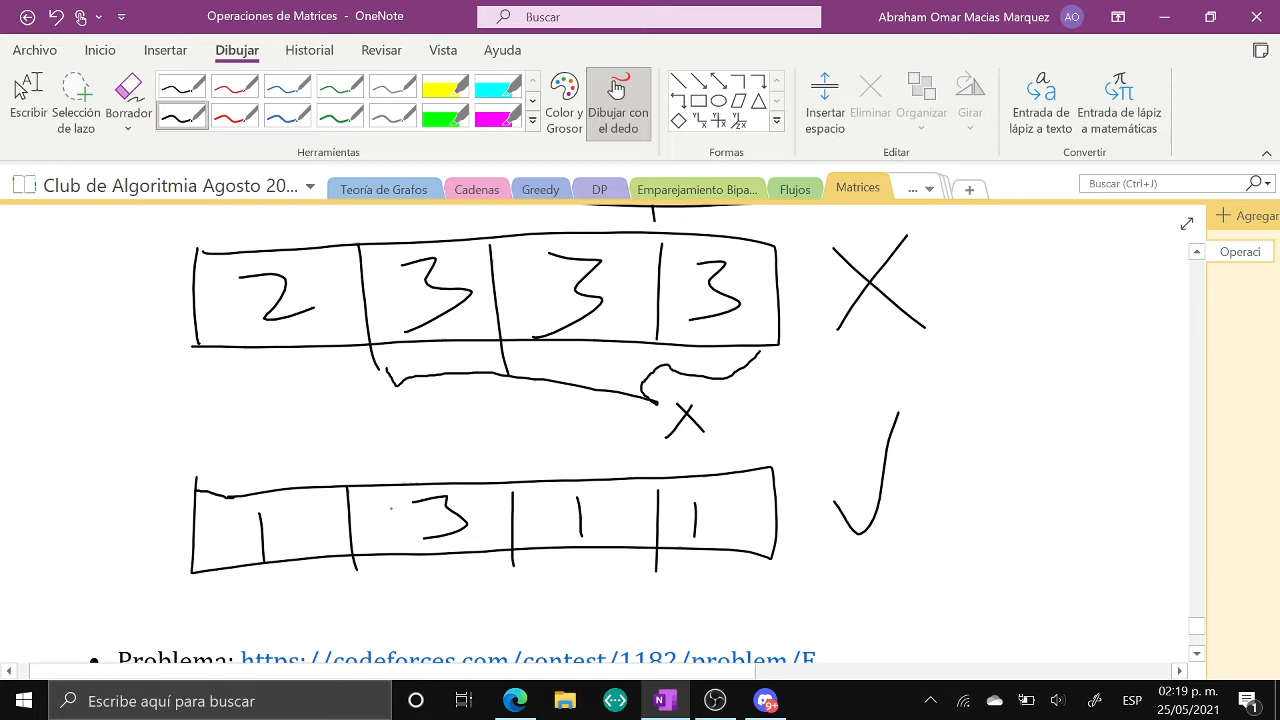 Operaciones de Matrices - OneNote
Buscar
Abraham Omar Macias Marquez AO
Archivo Inicio Insertar Dibujar Historial Revisar Vista Ayuda
Escribir
Selección de lazo
Borrador
Color y Grosor
Dibujar con el dedo
Insertar espacio
Eliminar
Organizar
Girar
Entrada de lápiz a texto
Entrada de lápiz a matemáticas
Herramientas Formas Editar Convertir
Club de Algoritmia Agosto 20...
Teoría de Grafos Cadenas Greedy DP Emparejamiento Bipa... Flujos Matrices ...
Buscar (Ctrl+J)
Agregar
Operaci
2 3 3 3 X
X
1 3 1 1 ✓
• Problema: https://codeforces.com/contest/1182/problem/E
Escribe aquí para buscar
9+
ESP
02:19 p. m.
25/05/2021
1